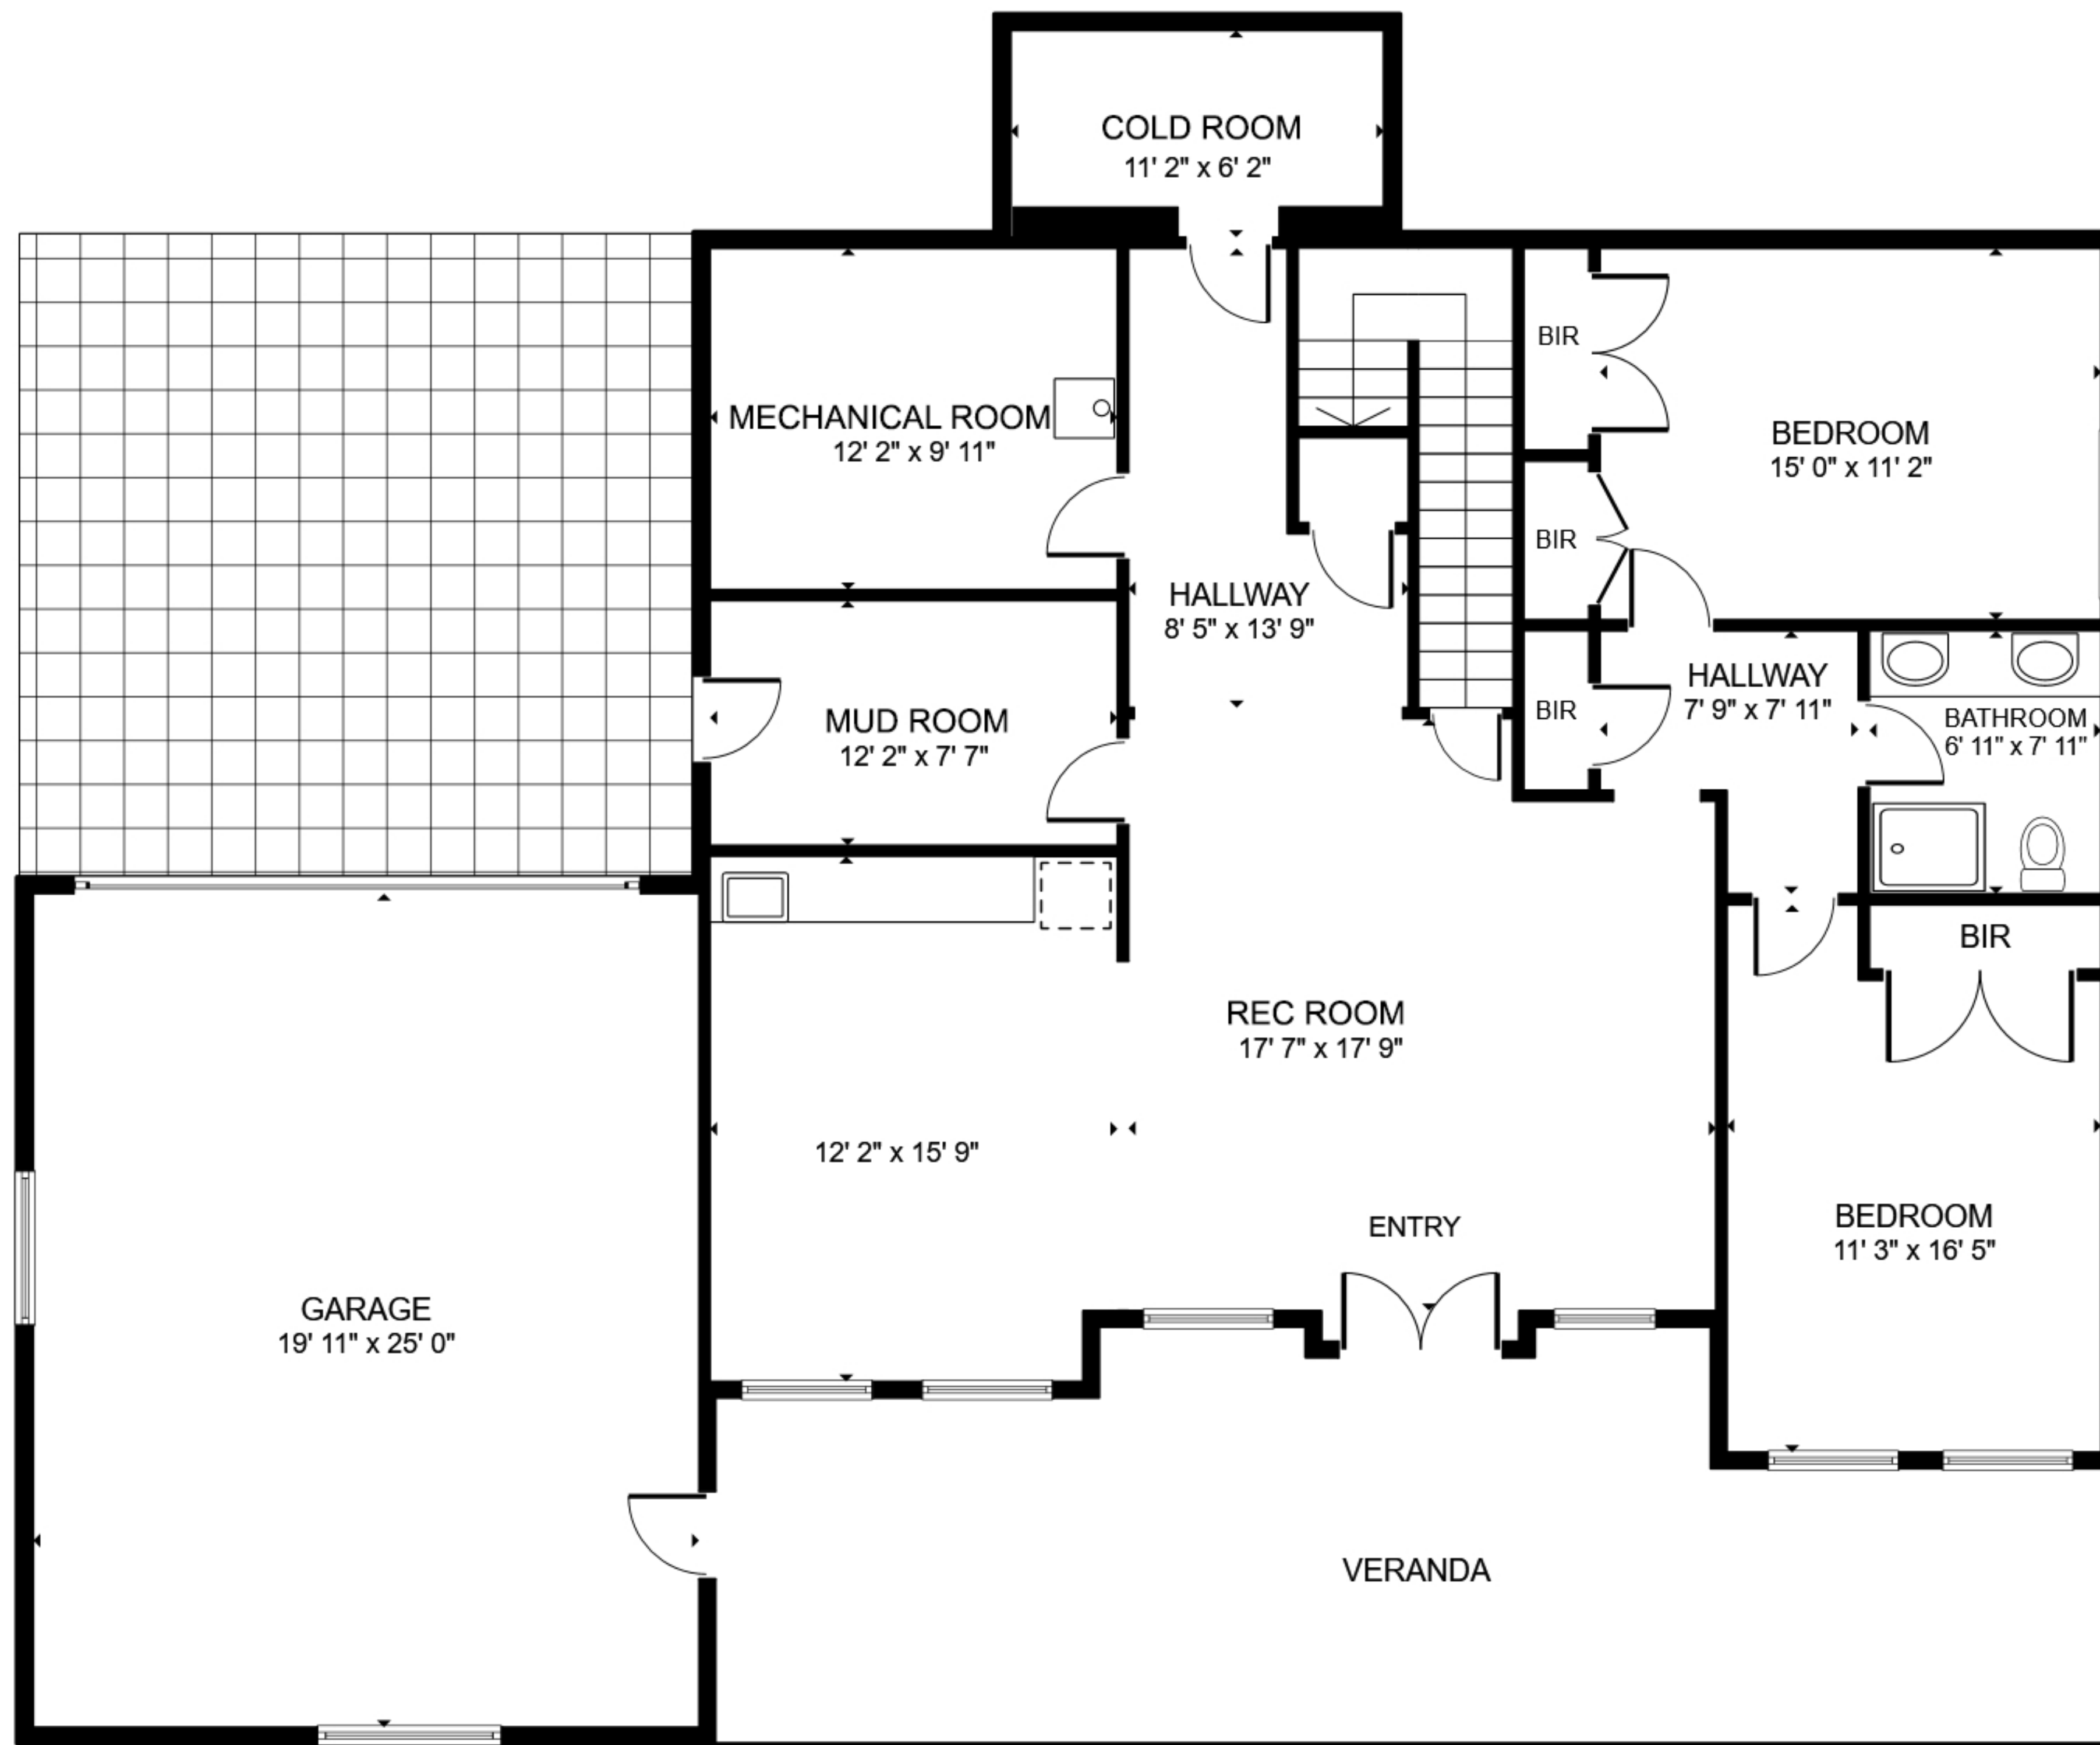 COLD ROOM
11' 2" x 6' 2"
BIR
MECHANICAL ROOM
12' 2" x 9' 11"
BEDROOM
15' 0" x 11' 2"
BIR
HALLWAY
8' 5" x 13' 9"
HALLWAY
7' 9" x 7' 11"
BIR
MUD ROOM
12' 2" x 7' 7"
BATHROOM
6' 11" x 7' 11"
BIR
REC ROOM
17' 7" x 17' 9"
12' 2" x 15' 9"
ENTRY
BEDROOM
11' 3" x 16' 5"
GARAGE
19' 11" x 25' 0"
VERANDA